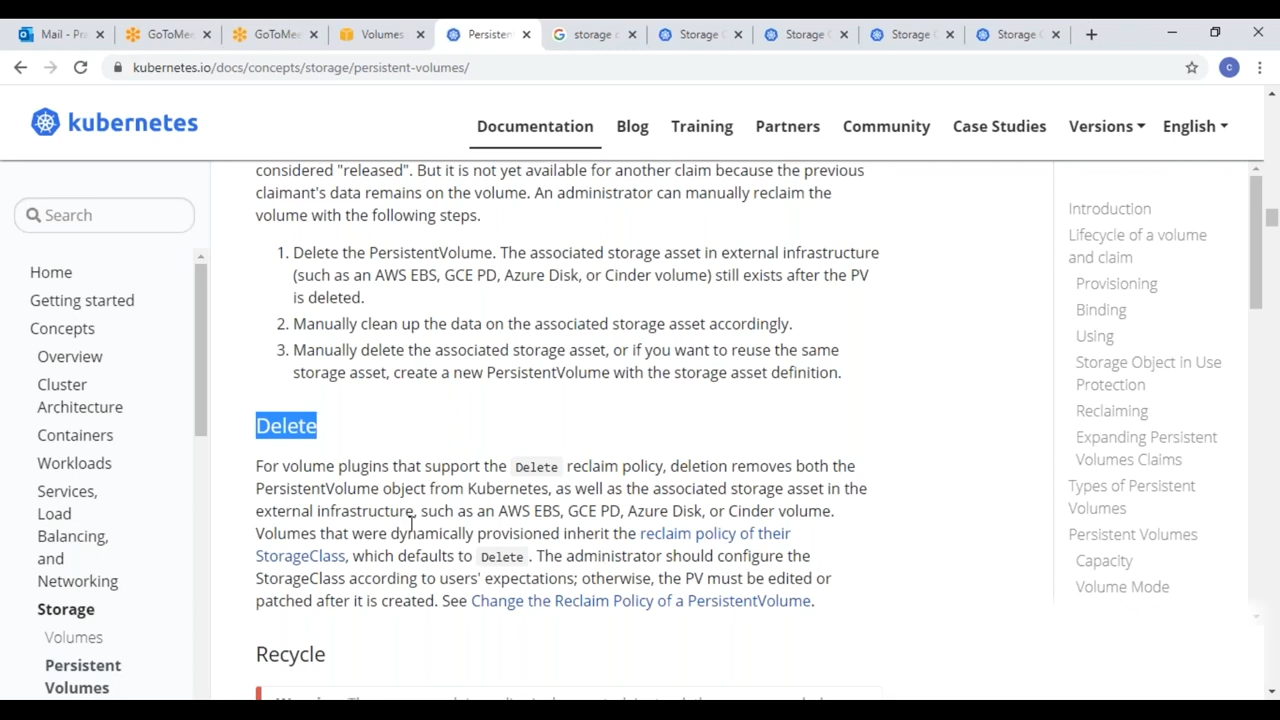 Mail - Pra
GoToMee
GoToMee
Volumes
Persisten
storage c
Storage C
Storage C
Storage C
Storage C
kubernetes.io/docs/concepts/storage/persistent-volumes/
C
kubernetes
Documentation
Blog
Training
Partners
Community
Case Studies
Versions
English
Search
Home
Getting started
Concepts
Overview
Cluster
Architecture
Containers
Workloads
Services,
Load
Balancing,
and
Networking
Storage
Volumes
Persistent
Volumes
considered "released". But it is not yet available for another claim because the previous
claimant's data remains on the volume. An administrator can manually reclaim the
volume with the following steps.
1. Delete the PersistentVolume. The associated storage asset in external infrastructure
(such as an AWS EBS, GCE PD, Azure Disk, or Cinder volume) still exists after the PV
is deleted.
2. Manually clean up the data on the associated storage asset accordingly.
3. Manually delete the associated storage asset, or if you want to reuse the same
storage asset, create a new PersistentVolume with the storage asset definition.
Delete
For volume plugins that support the Delete reclaim policy, deletion removes both the
PersistentVolume object from Kubernetes, as well as the associated storage asset in the
external infrastructure, such as an AWS EBS, GCE PD, Azure Disk, or Cinder volume.
Volumes that were dynamically provisioned inherit the reclaim policy of their
StorageClass, which defaults to Delete. The administrator should configure the
StorageClass according to users' expectations; otherwise, the PV must be edited or
patched after it is created. See Change the Reclaim Policy of a PersistentVolume.
Recycle
Introduction
Lifecycle of a volume
and claim
Provisioning
Binding
Using
Storage Object in Use
Protection
Reclaiming
Expanding Persistent
Volumes Claims
Types of Persistent
Volumes
Persistent Volumes
Capacity
Volume Mode